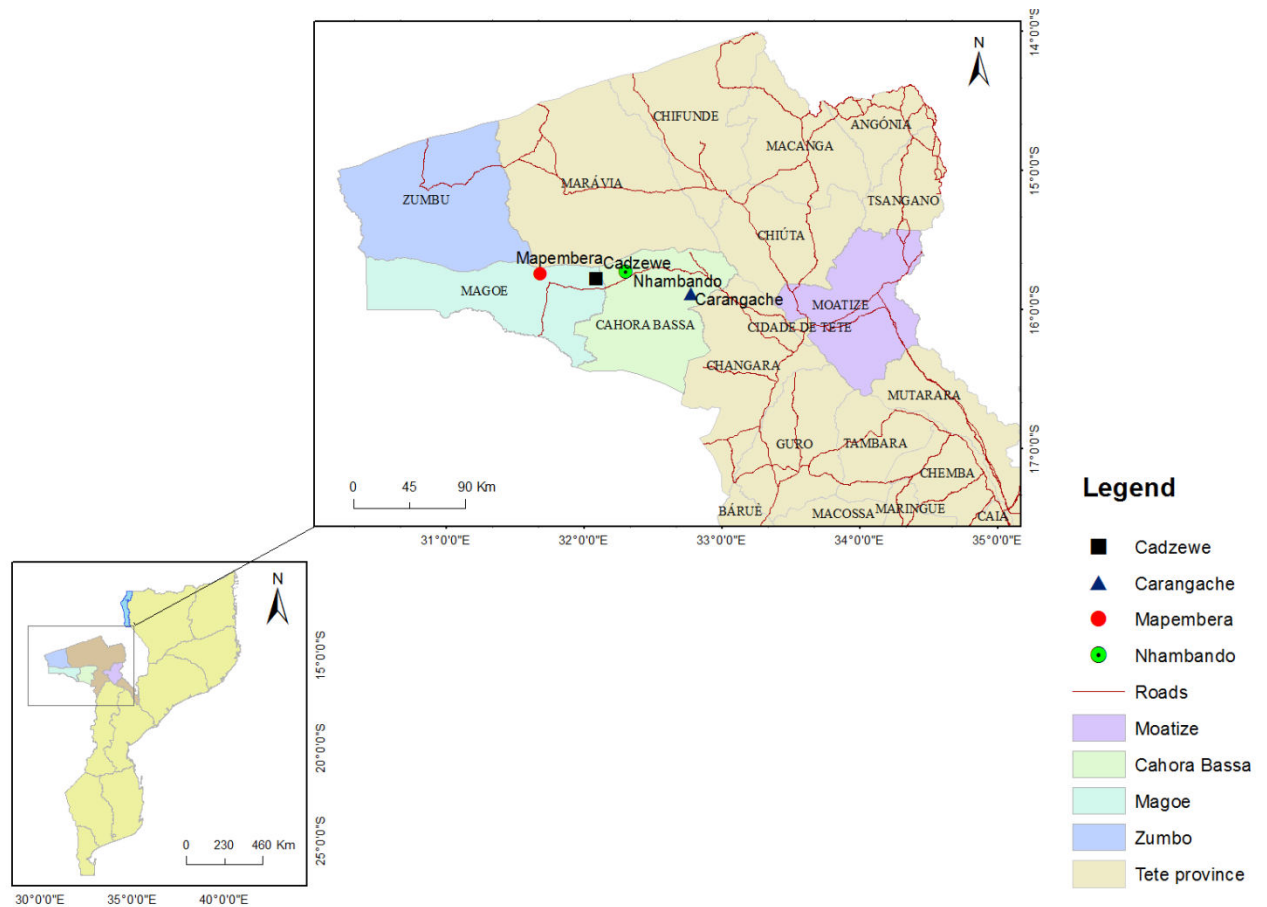 N
14°0'0"S
CHIFUNDE
ANGÓNIA
MACANGA
15°0'0"S
MARÁVIA
ZUMBU
TSANGANO
CHIÚTA
Mapembera
Cadzewe
Nhambando
MAGOE
Carangache
MOATIZE
16°0'0"S
CAHORA BASSA
CIDADE DE TETE
CHANGARA
MUTARARA
GURO
TAMBARA
17°0'0"S
CHEMBA
0 45 90 Km
BÁRUÈ
MACOSSA
MARINGUE
CAIA
31°0'0"E 32°0'0"E 33°0'0"E 34°0'0"E 35°0'0"E
Legend
Cadzewe
Carangache
Mapembera
Nhambando
Roads
Moatize
Cahora Bassa
Magoe
Zumbo
Tete province
N
15°0'0"S
20°0'0"S
25°0'0"S
0 230 460 Km
30°0'0"E 35°0'0"E 40°0'0"E